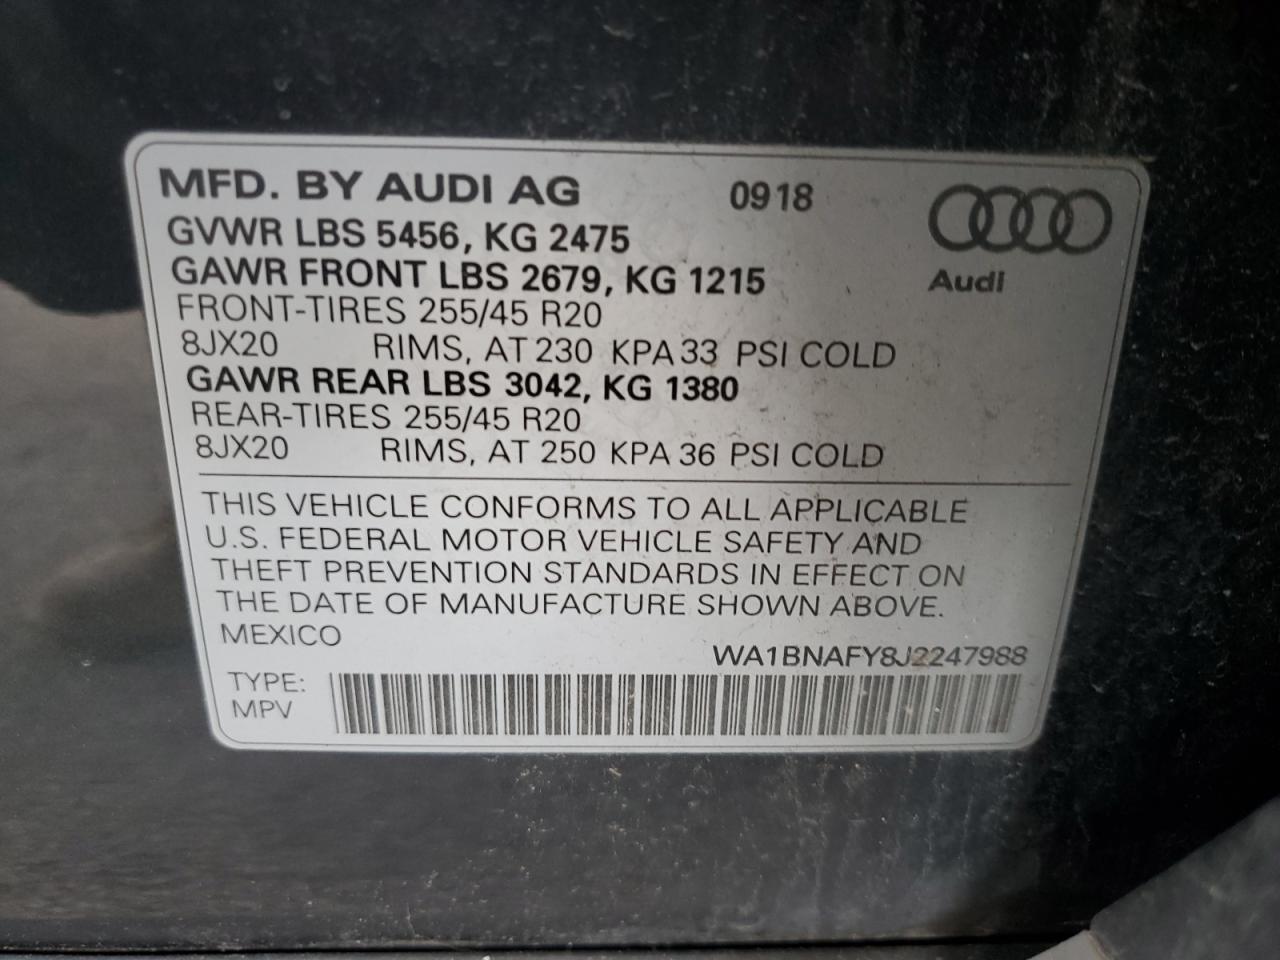 MFD. BY AUDI AG 0918
GVWR LBS 5456, KG 2475
GAWR FRONT LBS 2679, KG 1215
Audi
FRONT-TIRES 255/45 R20
8JX20 RIMS, AT 230 KPA 33 PSI COLD
GAWR REAR LBS 3042, KG 1380
REAR-TIRES 255/45 R20
8JX20 RIMS, AT 250 KPA 36 PSI COLD
THIS VEHICLE CONFORMS TO ALL APPLICABLE
U.S. FEDERAL MOTOR VEHICLE SAFETY AND
THEFT PREVENTION STANDARDS IN EFFECT ON
THE DATE OF MANUFACTURE SHOWN ABOVE.
MEXICO
WA1BNAFY8J2247988
TYPE:
MPV